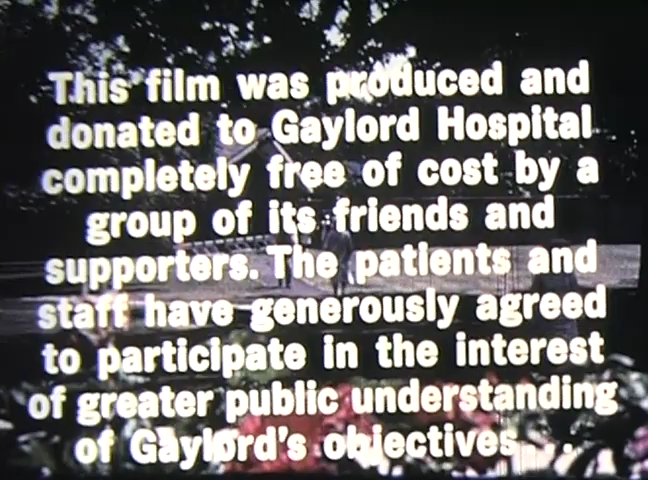 This film was produced and
donated to Gaylord Hospital
completely free of cost by a
group of its friends and
supporters. The patients and
staff have generously agreed
to participate in the interest
of greater public understanding
of Gaylord's objectives...